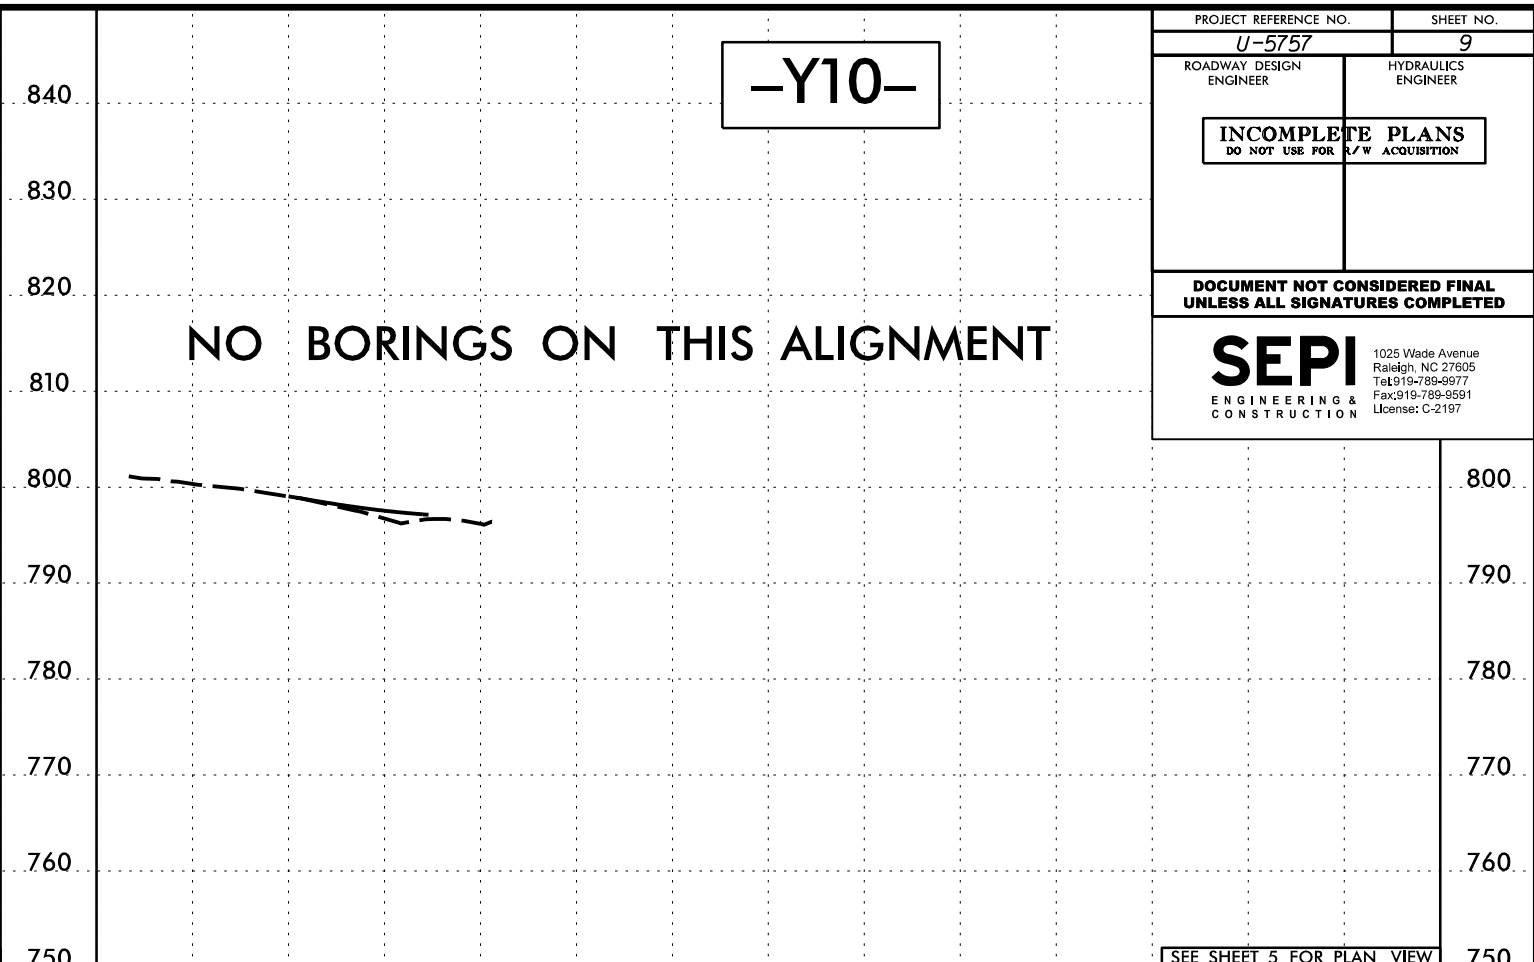 PROJECT REFERENCE NO. SHEET NO.
U-5757 9
ROADWAY DESIGN ENGINEER
HYDRAULICS ENGINEER
INCOMPLETE PLANS
DO NOT USE FOR R/W ACQUISITION
DOCUMENT NOT CONSIDERED FINAL
UNLESS ALL SIGNATURES COMPLETED
SEPI
ENGINEERING &
CONSTRUCTION
1025 Wade Avenue
Raleigh, NC 27605
Tel:919-789-9977
Fax:919-789-9591
License: C-2197
-Y10-
NO BORINGS ON THIS ALIGNMENT
840
830
820
810
800 800
790 790
780 780
770 770
760 760
750 750
SEE SHEET 5 FOR PLAN VIEW